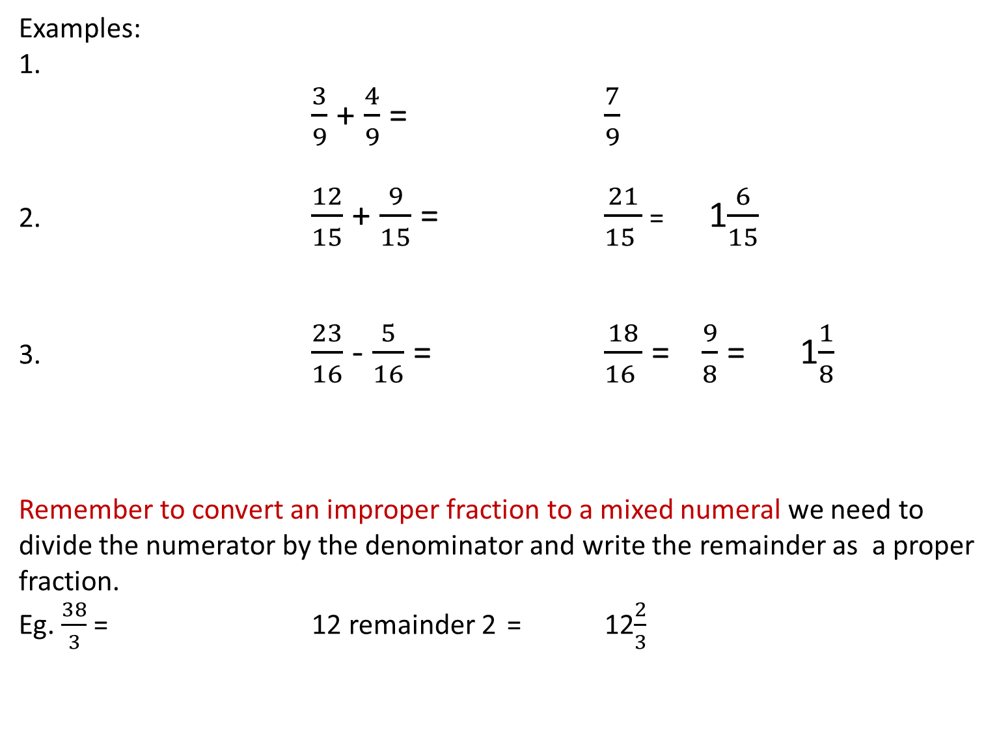 Examples:
1.
3/9 + 4/9 = 7/9
2. 12/15 + 9/15 = 21/15 = 1 6/15
3. 23/16 - 5/16 = 18/16 = 9/8 = 1 1/8
Remember to convert an improper fraction to a mixed numeral we need to
divide the numerator by the denominator and write the remainder as a proper
fraction.
Eg. 38/3 = 12 remainder 2 = 12 2/3